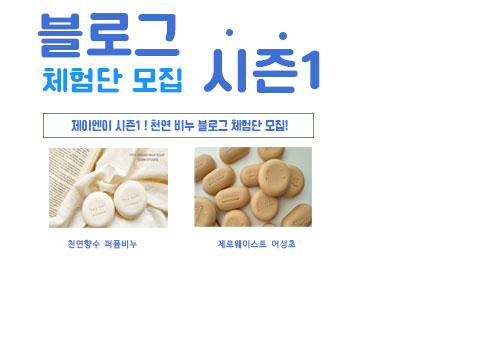 블로그
체험단 모집
시즌1
제이엔이 시즌1 ! 천연 비누 블로그 체험단 모집!
천연향수 퍼퓸비누
제로웨이스트 어성초